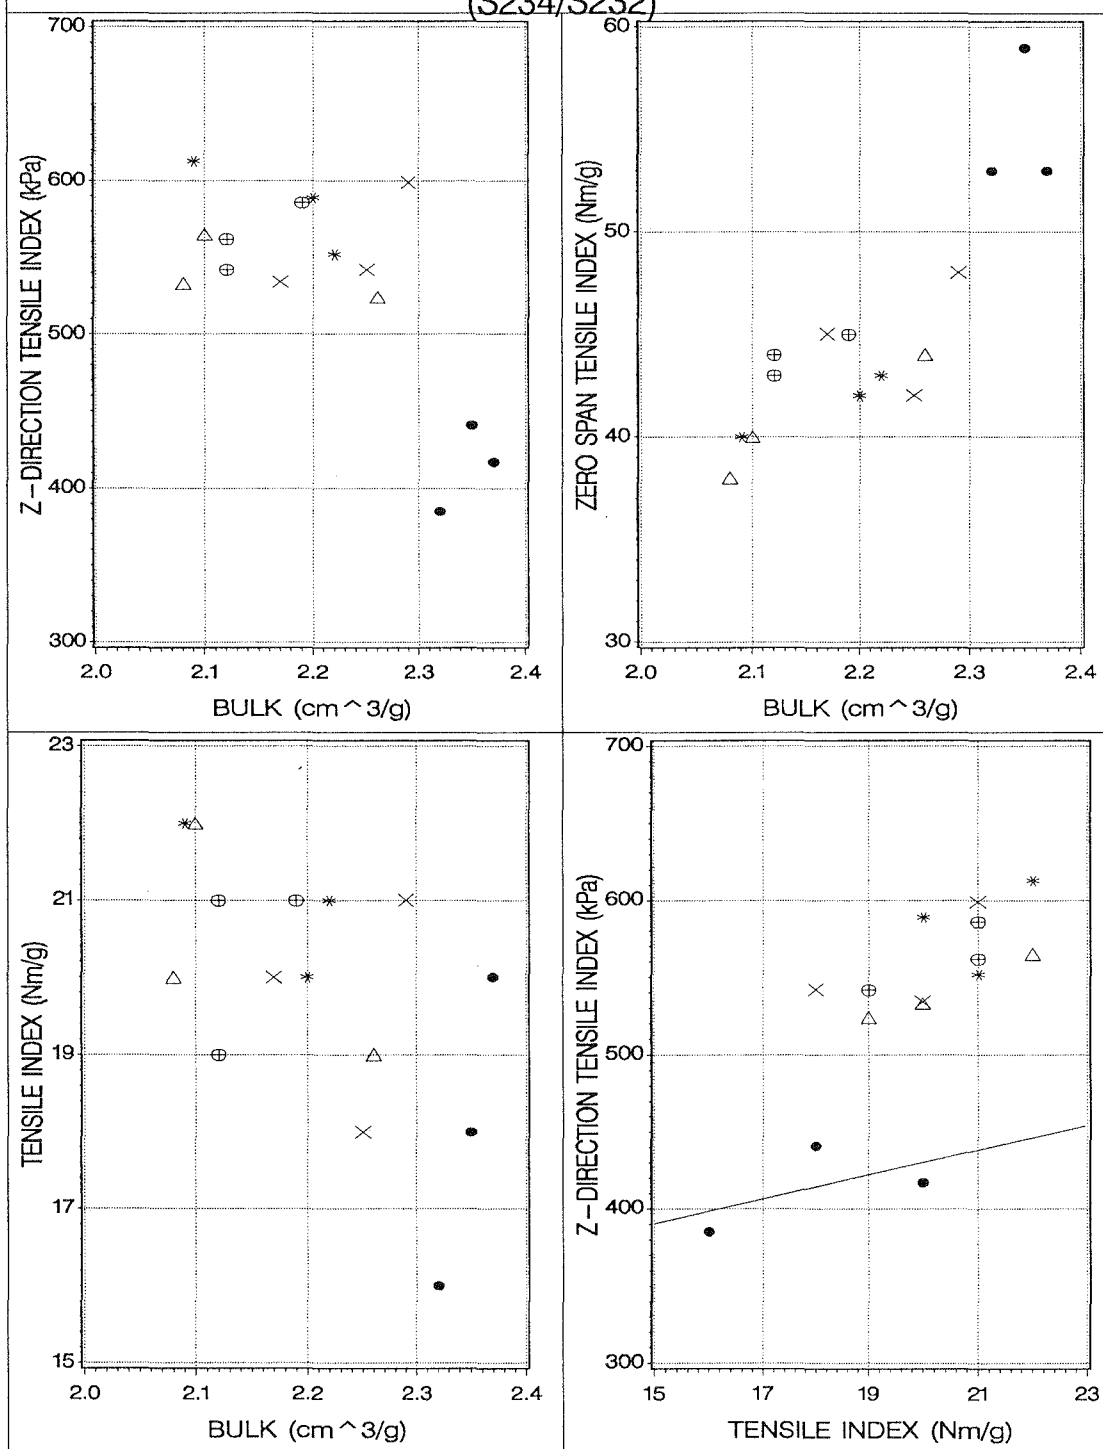 (S234/S232)
700
600
500
400
300
Z-DIRECTION TENSILE INDEX (kPa)
2.0 2.1 2.2 2.3 2.4
BULK (cm^3/g)
60
50
40
30
ZERO SPAN TENSILE INDEX (Nm/g)
2.0 2.1 2.2 2.3 2.4
BULK (cm^3/g)
23
21
19
17
15
TENSILE INDEX (Nm/g)
2.0 2.1 2.2 2.3 2.4
BULK (cm^3/g)
700
600
500
400
300
Z-DIRECTION TENSILE INDEX (kPa)
15 17 19 21 23
TENSILE INDEX (Nm/g)